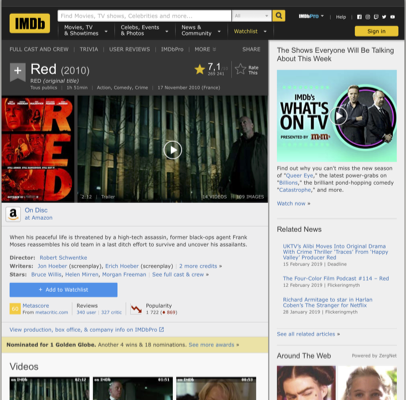 IMDb
Find Movies, TV shows, Celebrities and more...
All
IMDbPro
Help
Movies, TV
& Showtimes
Celebs, Events
& Photos
News &
Community
Watchlist
Sign in
FULL CAST AND CREW | TRIVIA | USER REVIEWS | IMDbPro | MORE
SHARE
Red (2010)
RED (original title)
Tous publics | 1h 51min | Action, Comedy, Crime | 17 November 2010 (France)
7,1
Rate
This
RED
2:12 | Trailer
VIDEOS
IMAGES
On Disc
at Amazon
When his peaceful life is threatened by a high-tech assassin, former black-ops agent Frank
Moses reassembles his old team in a last ditch effort to survive and uncover his assailants.
Director: Robert Schwentke
Writers: Jon Hoeber (screenplay), Erich Hoeber (screenplay) | 2 more credits »
Stars: Bruce Willis, Helen Mirren, Morgan Freeman | See full cast & crew »
+ Add to Watchlist
Metascore
From metacritic.com
Reviews
340 user | 327 critic
Popularity
1 722
View production, box office, & company info on IMDbPro
Nominated for 1 Golden Globe. Another 4 wins & 18 nominations. See more awards »
Videos
02:12
03:51
The Shows Everyone Will Be Talking
About This Week
IMDb's
WHAT'S
ON TV
PRESENTED BY
Find out why you can't miss the new season
of "Queer Eye," the latest power-grabs on
"Billions," the brilliant pond-hopping comedy
"Catastrophe," and more.
Watch now »
Related News
UKTV's Alibi Moves Into Original Drama
With Crime Thriller 'Traces' From 'Happy
Valley' Producer Red
15 February 2019 | Deadline
The Four-Color Film Podcast #114 – Red
12 February 2019 | Flickeringmyth
Richard Armitage to star in Harlan
Coben's The Stranger for Netflix
28 January 2019 | Flickeringmyth
See all related articles »
Around The Web
Powered by ZergNet